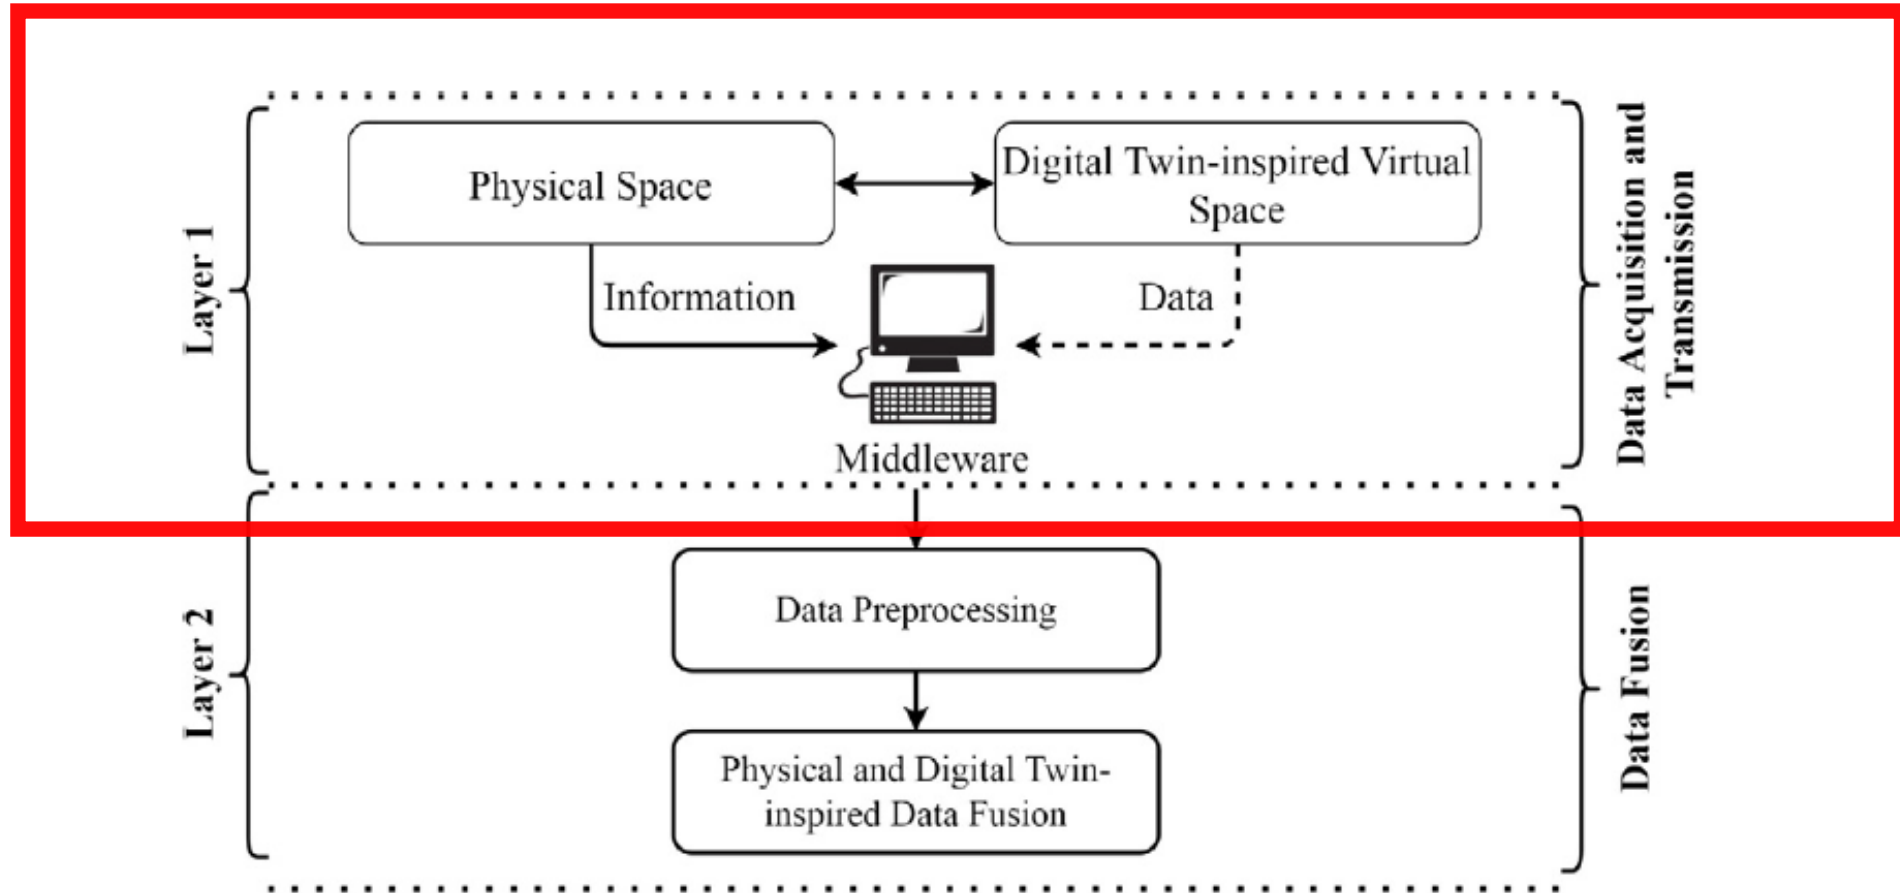 Layer 1
Physical Space
Digital Twin-inspired Virtual
Space
Information
Data
Middleware
Data Acquisition and
Transmission
Layer 2
Data Preprocessing
Physical and Digital Twin-
inspired Data Fusion
Data Fusion